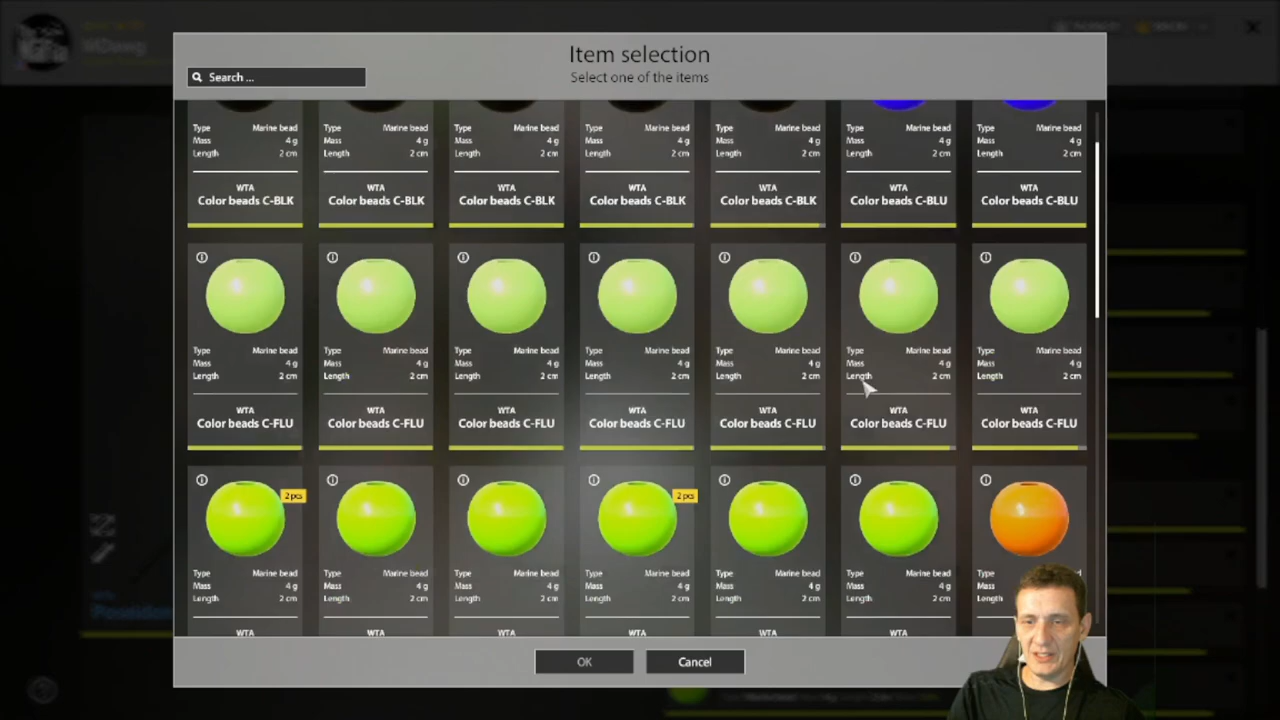 Item selection
Select one of the items
Search ...
Type Marine bead Type Marine bead Type Marine bead Type Marine bead Type Marine bead Type Marine bead Type Marine bead
Mass 4 g Mass 4 g Mass 4 g Mass 4 g Mass 4 g Mass 4 g Mass 4 g
Length 2 cm Length 2 cm Length 2 cm Length 2 cm Length 2 cm Length 2 cm Length 2 cm
WTA WTA WTA WTA WTA WTA WTA
Color beads C-BLK Color beads C-BLK Color beads C-BLK Color beads C-BLK Color beads C-BLK Color beads C-BLU Color beads C-BLU
Type Marine bead Type Marine bead Type Marine bead Type Marine bead Type Marine bead Type Marine bead Type Marine bead
Mass 4 g Mass 4 g Mass 4 g Mass 4 g Mass 4 g Mass 4 g Mass 4 g
Length 2 cm Length 2 cm Length 2 cm Length 2 cm Length 2 cm Length 2 cm Length 2 cm
WTA WTA WTA WTA WTA WTA WTA
Color beads C-FLU Color beads C-FLU Color beads C-FLU Color beads C-FLU Color beads C-FLU Color beads C-FLU Color beads C-FLU
2 pcs 2 pcs
Type Marine bead Type Marine bead Type Marine bead Type Marine bead Type Marine bead Type Marine bead Type
Mass 4 g Mass 4 g Mass 4 g Mass 4 g Mass 4 g Mass 4 g Mass
Length 2 cm Length 2 cm Length 2 cm Length 2 cm Length 2 cm Length 2 cm Length
WTA WTA WTA WTA WTA WTA
OK Cancel